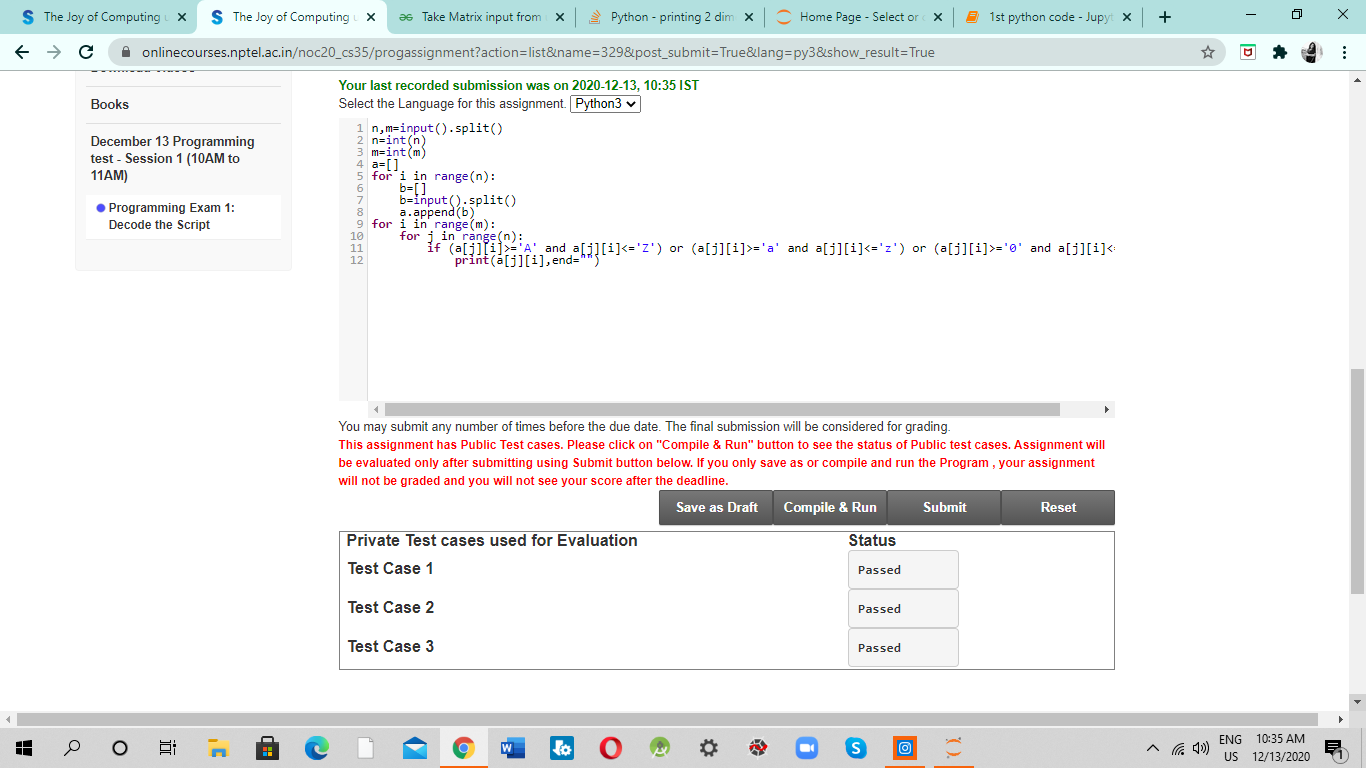 The Joy of Computing
The Joy of Computing
Take Matrix input from
Python - printing 2 dim
Home Page - Select or
1st python code - Jupyt
onlinecourses.nptel.ac.in/noc20_cs35/progassignment?action=list&name=329&post_submit=True&lang=py3&show_result=True
Books
December 13 Programming
test - Session 1 (10AM to
11AM)
Programming Exam 1:
Decode the Script
Your last recorded submission was on 2020-12-13, 10:35 IST
Select the Language for this assignment. Python3
1 n,m=input().split()
2 n=int(n)
3 m=int(m)
4 a=[]
5 for i in range(n):
6     b=[]
7     b=input().split()
8     a.append(b)
9 for i in range(m):
10     for j in range(n):
11         if (a[j][i]>='A' and a[j][i]<='Z') or (a[j][i]>='a' and a[j][i]<='z') or (a[j][i]>='0' and a[j][i]<
12             print(a[j][i],end="")
You may submit any number of times before the due date. The final submission will be considered for grading.
This assignment has Public Test cases. Please click on "Compile & Run" button to see the status of Public test cases. Assignment will
be evaluated only after submitting using Submit button below. If you only save as or compile and run the Program , your assignment
will not be graded and you will not see your score after the deadline.
Save as Draft Compile & Run Submit Reset
Private Test cases used for Evaluation Status
Test Case 1 Passed
Test Case 2 Passed
Test Case 3 Passed
ENG 10:35 AM
US 12/13/2020